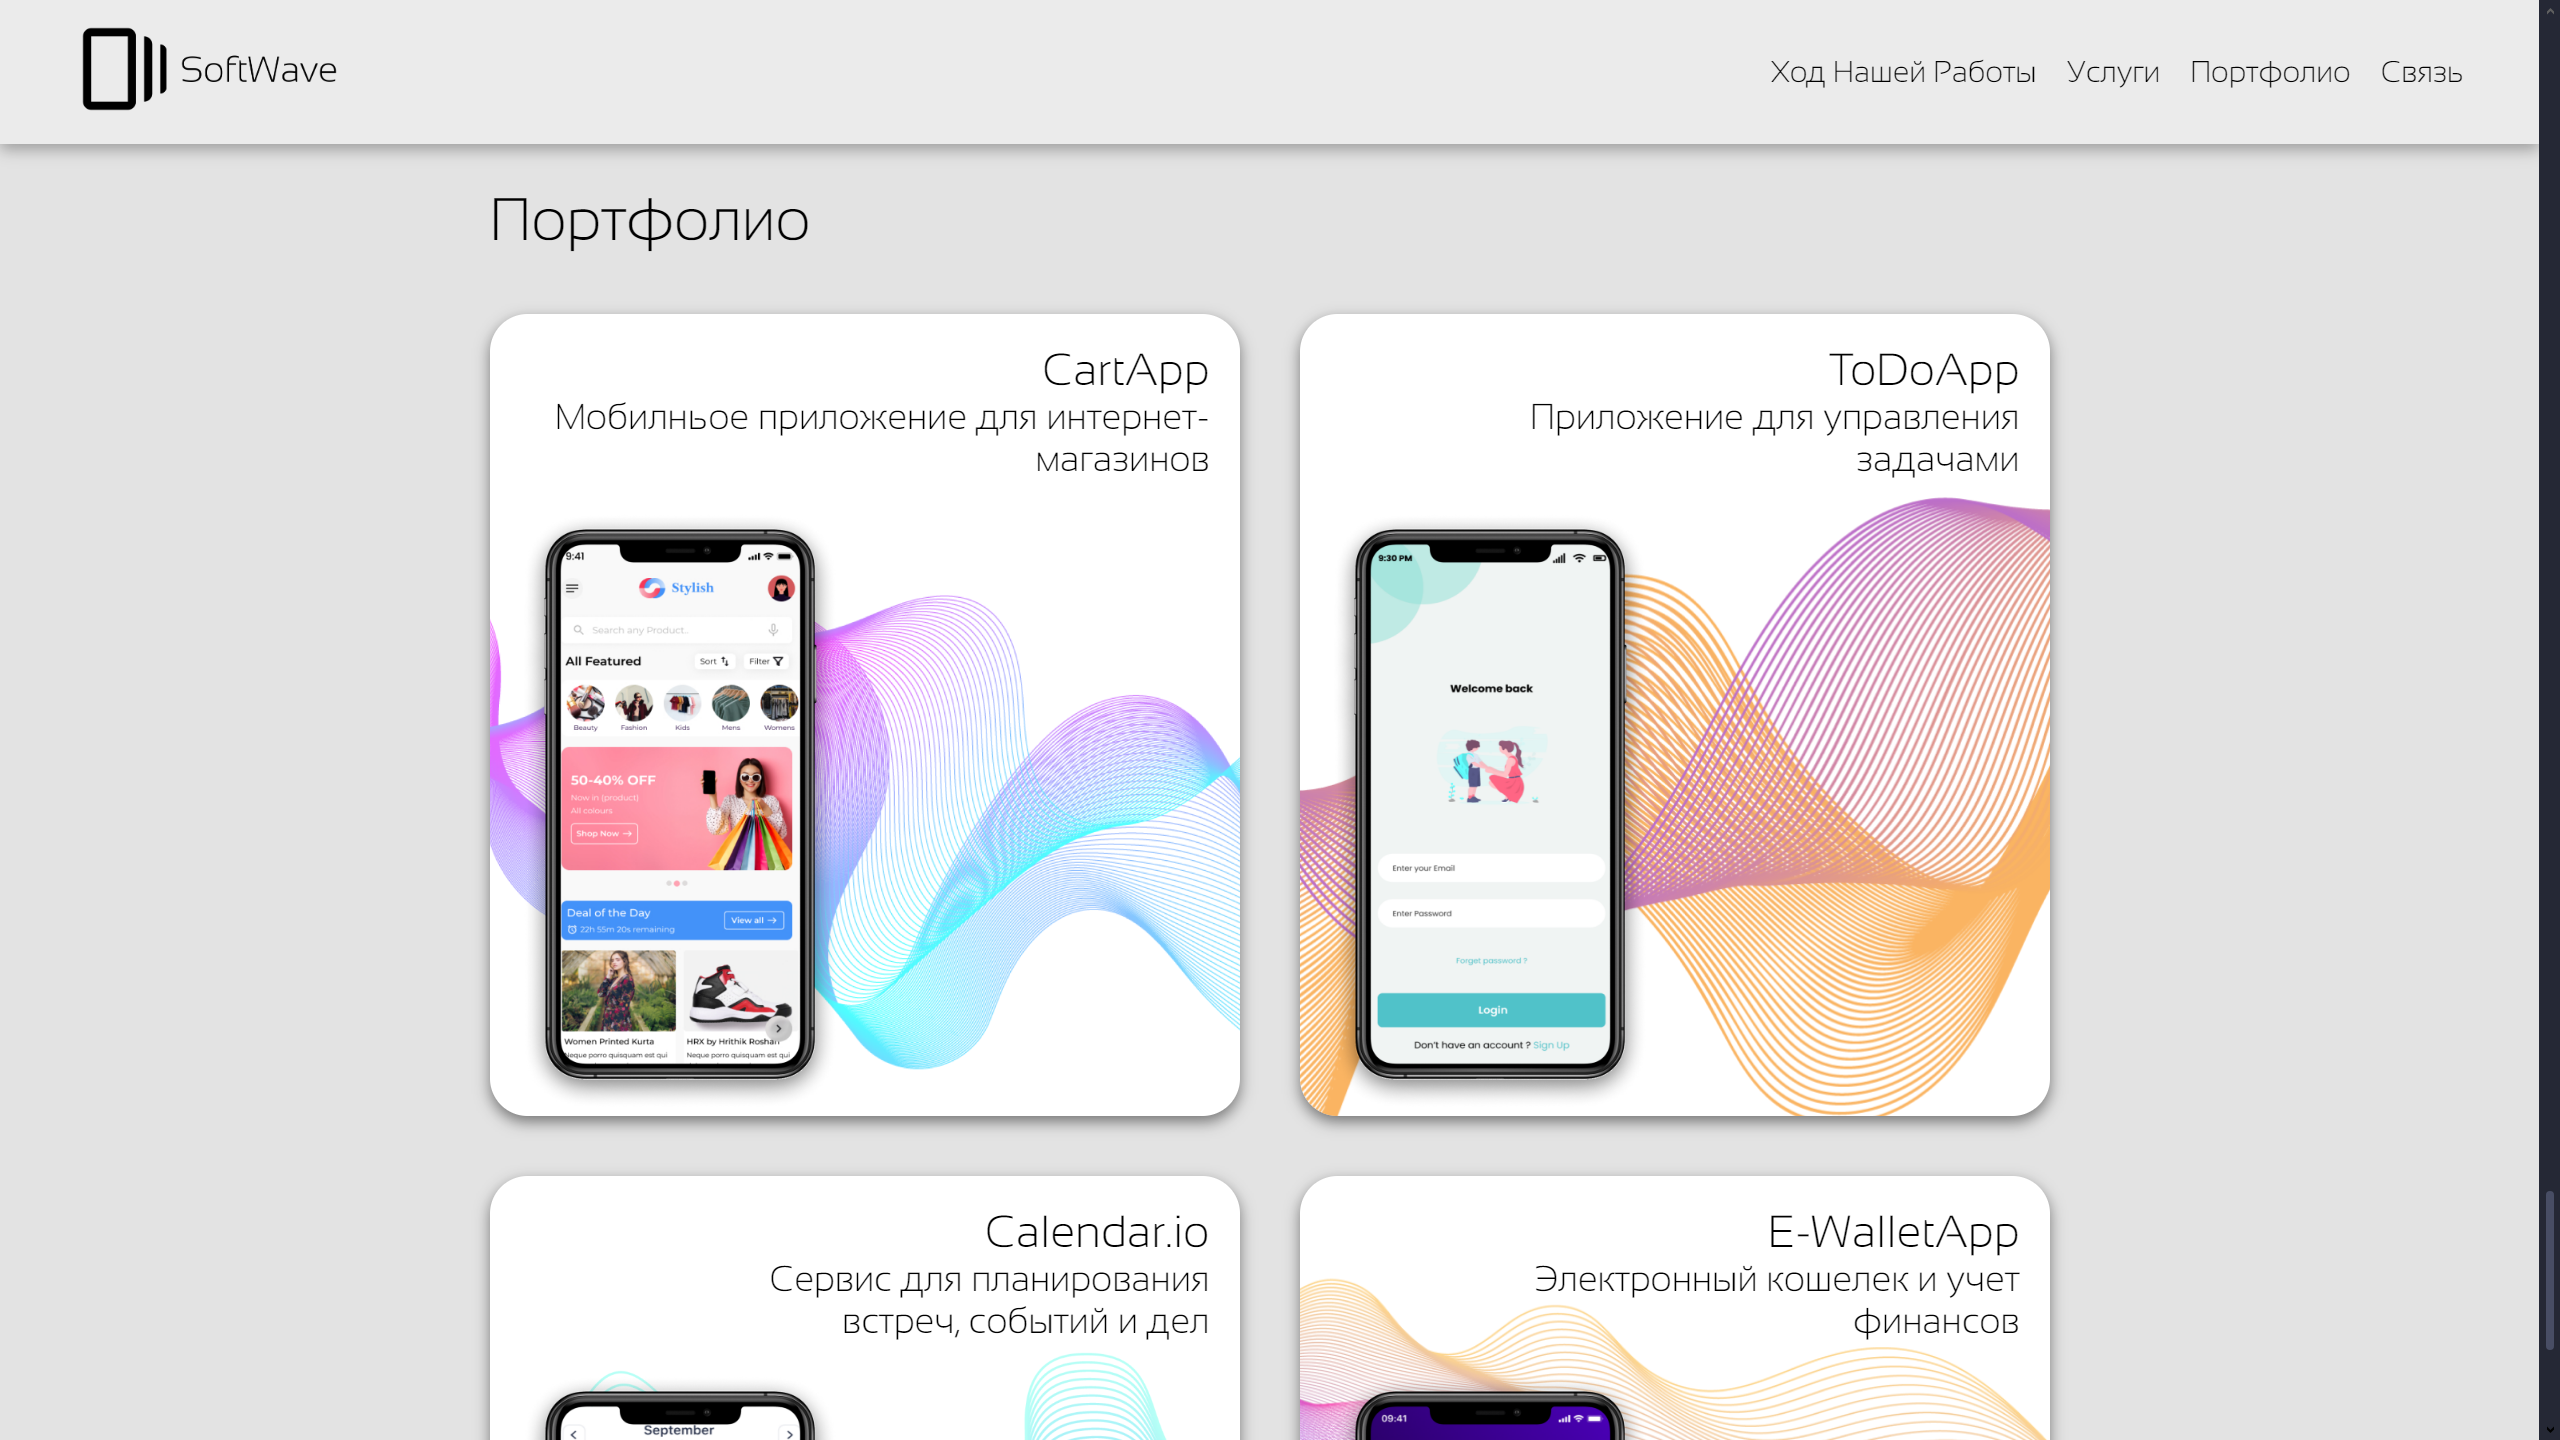 SoftWave
Ход Нашей Работы Услуги Портфолио Связь
Портфолио
CartApp
Мобилньое приложение для интернет-
магазинов
9:41
Stylish
Search any Product..
All Featured
Sort
Filter
Beauty Fashion Kids Mens Womens
50-40% OFF
Now in (product)
All colours
Shop Now
Deal of the Day
22h 55m 20s remaining
View all
Women Printed Kurta
Neque porro quisquam est qui
HRX by Hrithik Roshan
Neque porro quisquam est qui
ToDoApp
Приложение для управления
задачами
9:30 PM
Welcome back
Enter your Email
Enter Password
Forget password ?
Login
Don't have an account ? Sign Up
Calendar.io
Сервис для планирования
встреч, событий и дел
September
E-WalletApp
Электронный кошелек и учет
финансов
09:41